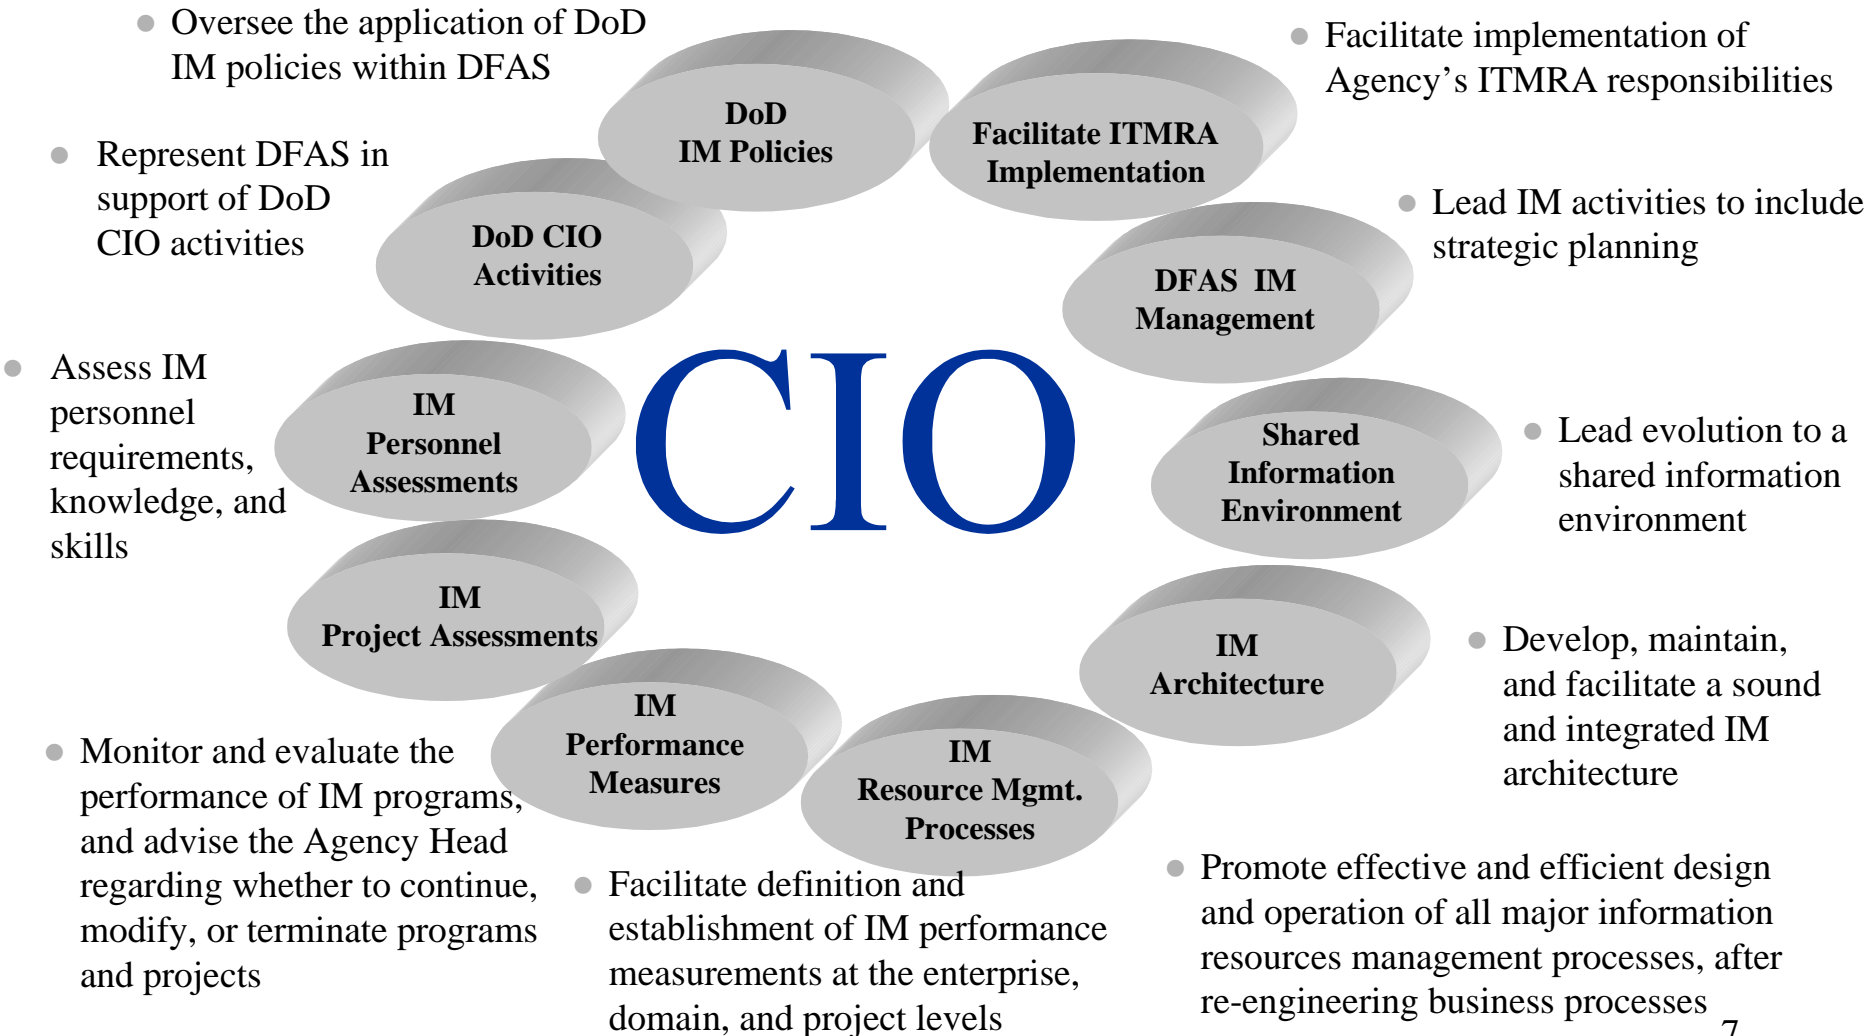 Oversee the application of DoD
IM policies within DFAS
Facilitate implementation of
Agency's ITMRA responsibilities
DoD
IM Policies
Facilitate ITMRA
Implementation
Represent DFAS in
support of DoD
CIO activities
Lead IM activities to include
strategic planning
DoD CIO
Activities
DFAS IM
Management
Assess IM
personnel
requirements,
knowledge, and
skills
IM
Personnel
Assessments
CIO
Shared
Information
Environment
Lead evolution to a
shared information
environment
IM
Project Assessments
IM
Architecture
Develop, maintain,
and facilitate a sound
and integrated IM
architecture
IM
Performance
Measures
IM
Resource Mgmt.
Processes
Monitor and evaluate the
performance of IM programs,
and advise the Agency Head
regarding whether to continue,
modify, or terminate programs
and projects
Facilitate definition and
establishment of IM performance
measurements at the enterprise,
domain, and project levels
Promote effective and efficient design
and operation of all major information
resources management processes, after
re-engineering business processes
7